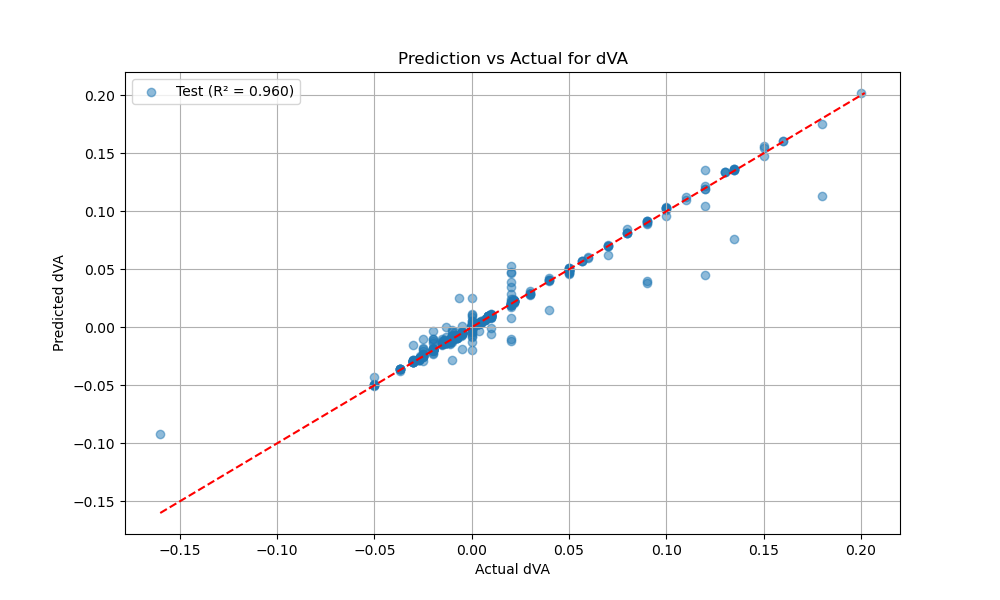 Prediction vs Actual for dVA
Test (R² = 0.960)
0.20
0.15
0.10
0.05
0.00
−0.05
−0.10
−0.15
Predicted dVA
−0.15 −0.10 −0.05 0.00 0.05 0.10 0.15 0.20
Actual dVA